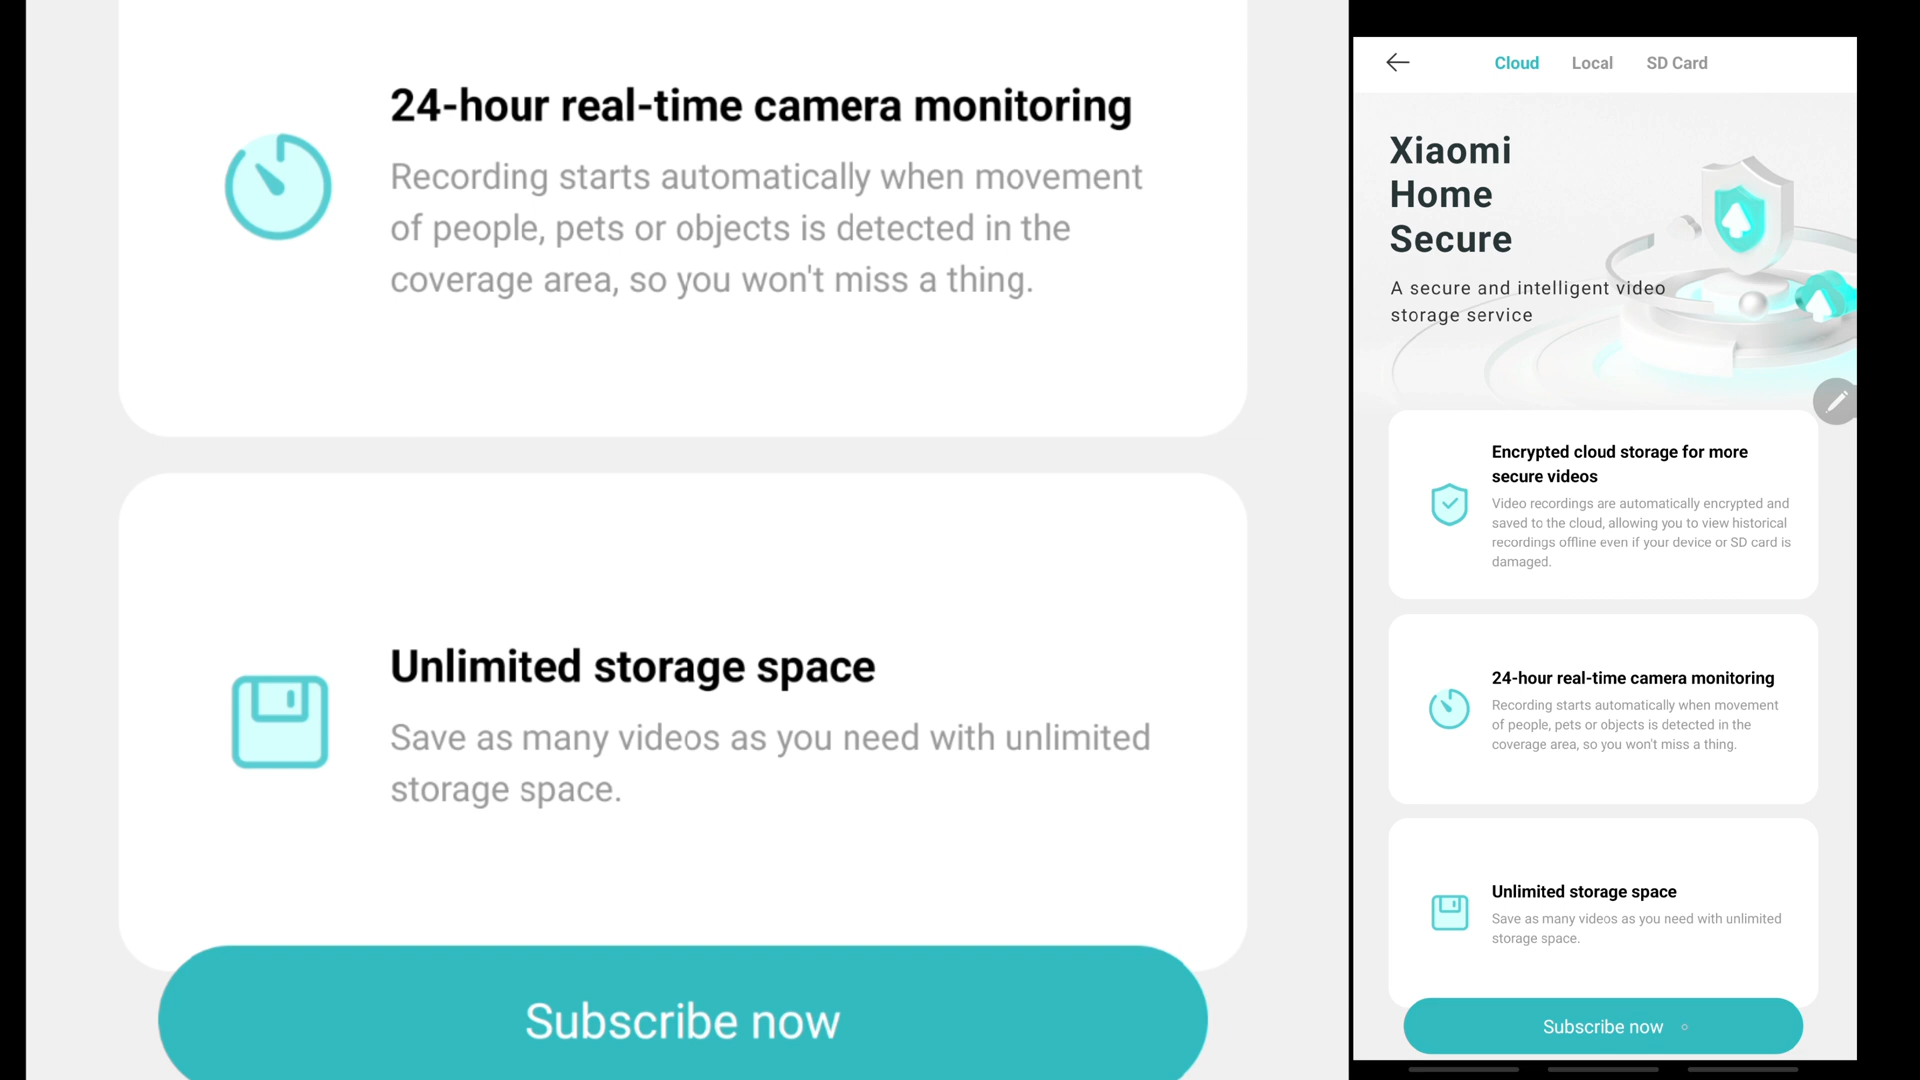 24-hour real-time camera monitoring
Recording starts automatically when movement
of people, pets or objects is detected in the
coverage area, so you won't miss a thing.
Unlimited storage space
Save as many videos as you need with unlimited
storage space.
Subscribe now
Cloud Local SD Card
Xiaomi
Home
Secure
A secure and intelligent video
storage service
Encrypted cloud storage for more
secure videos
Video recordings are automatically encrypted and
saved to the cloud, allowing you to view historical
recordings offline even if your device or SD card is
damaged.
24-hour real-time camera monitoring
Recording starts automatically when movement
of people, pets or objects is detected in the
coverage area, so you won't miss a thing.
Unlimited storage space
Save as many videos as you need with unlimited
storage space.
Subscribe now